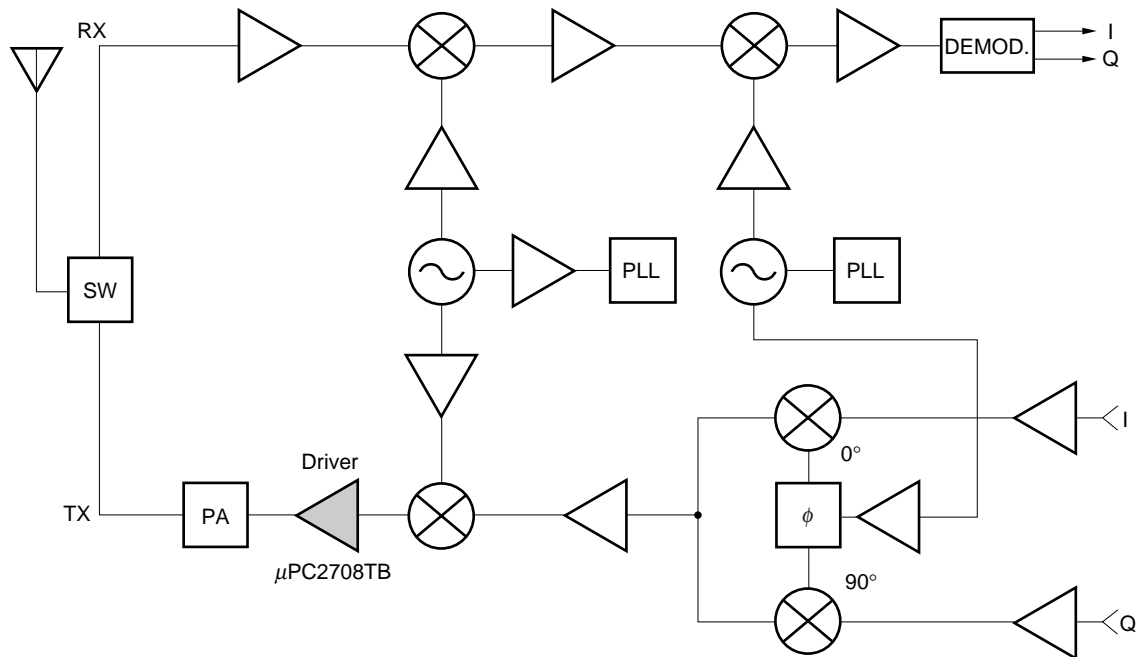 RX
I
DEMOD.
Q
PLL
PLL
SW
I
0°
Driver
TX
PA
ϕ
µPC2708TB
90°
Q